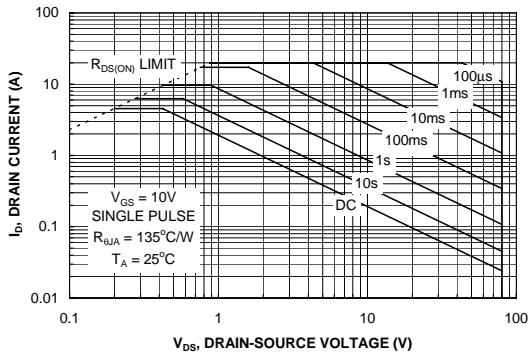 100
10
1
0.1
0.01
I_D, DRAIN CURRENT (A)
R_DS(ON) LIMIT
100µs
1ms
10ms
100ms
1s
10s
DC
V_GS = 10V
SINGLE PULSE
R_θJA = 135°C/W
T_A = 25°C
0.1 1 10 100
V_DS, DRAIN-SOURCE VOLTAGE (V)